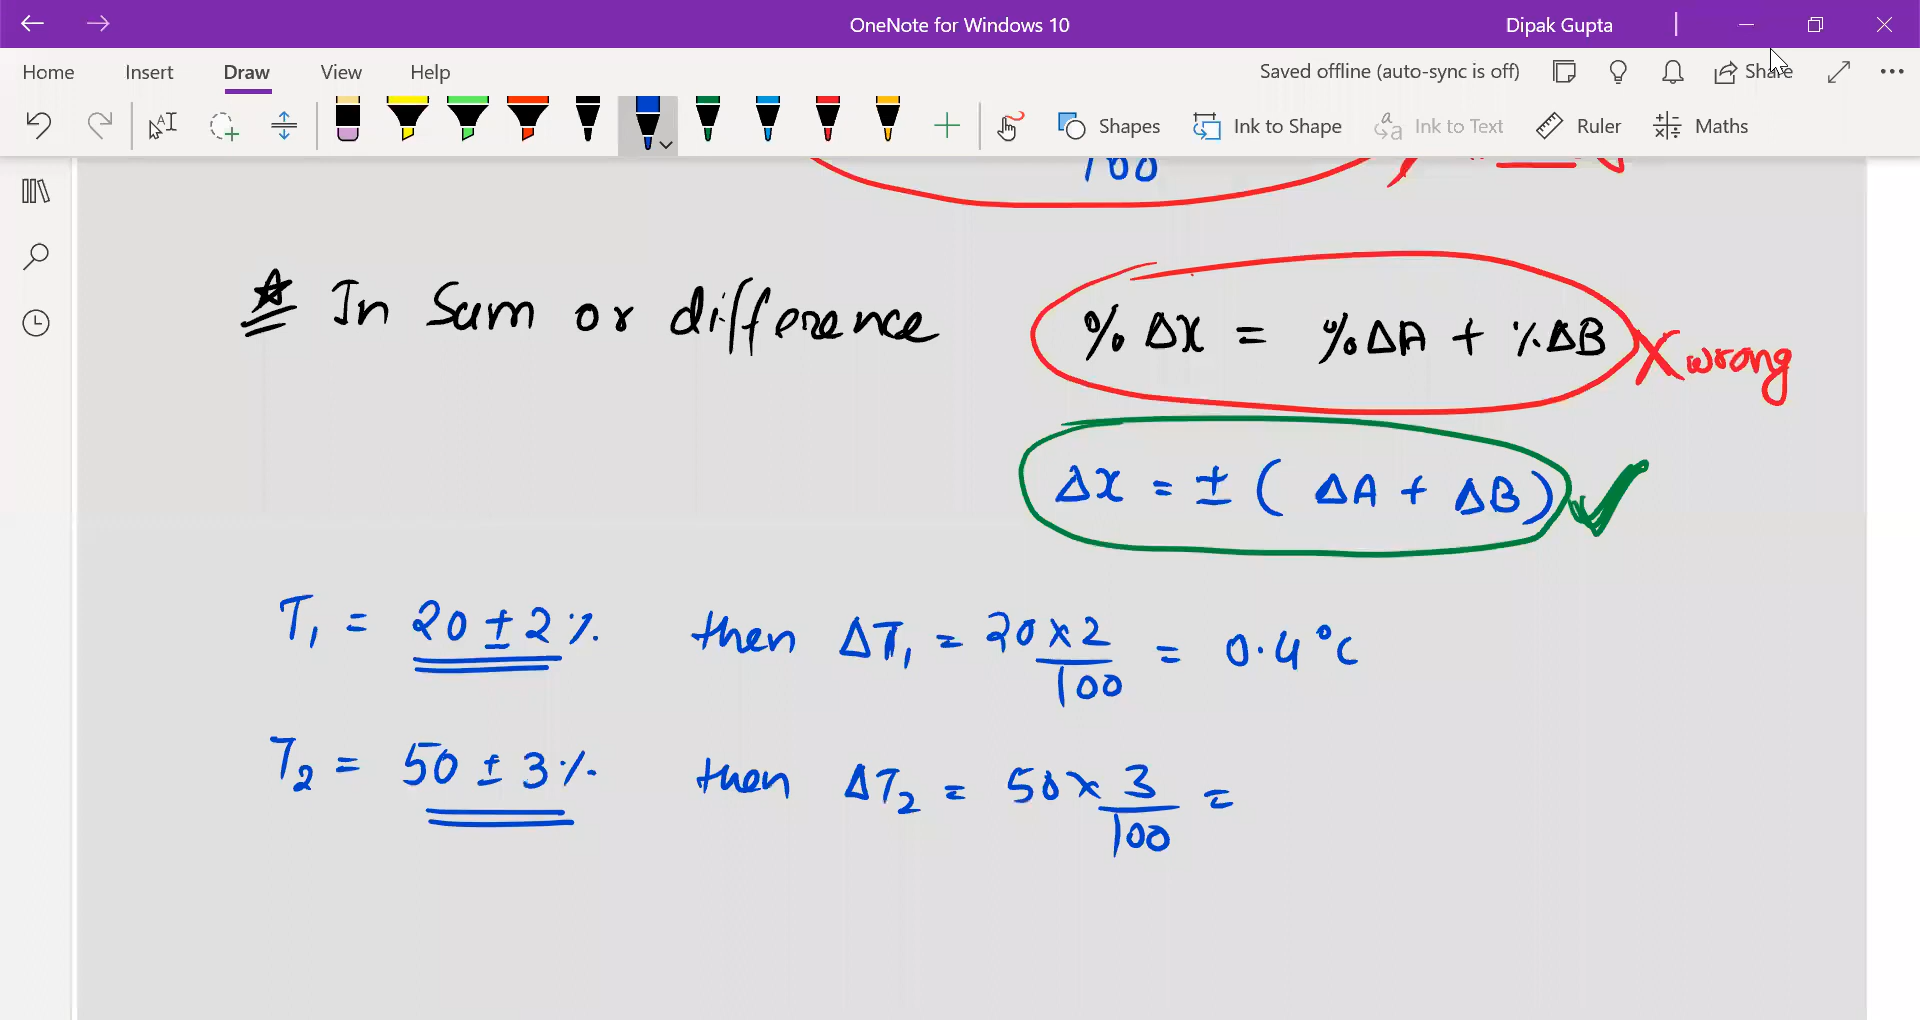 OneNote for Windows 10
Dipak Gupta
Home Insert Draw View Help
Saved offline (auto-sync is off)
Share
Shapes
Ink to Shape
Ink to Text
Ruler
Maths
100
In Sum or difference
% Δx = % ΔA + % ΔB
X wrong
Δx = ± ( ΔA + ΔB )
T₁ = 20 ± 2% then ΔT₁ = 20 × 2 / 100 = 0.4°C
T₂ = 50 ± 3% then ΔT₂ = 50 × 3 / 100 =